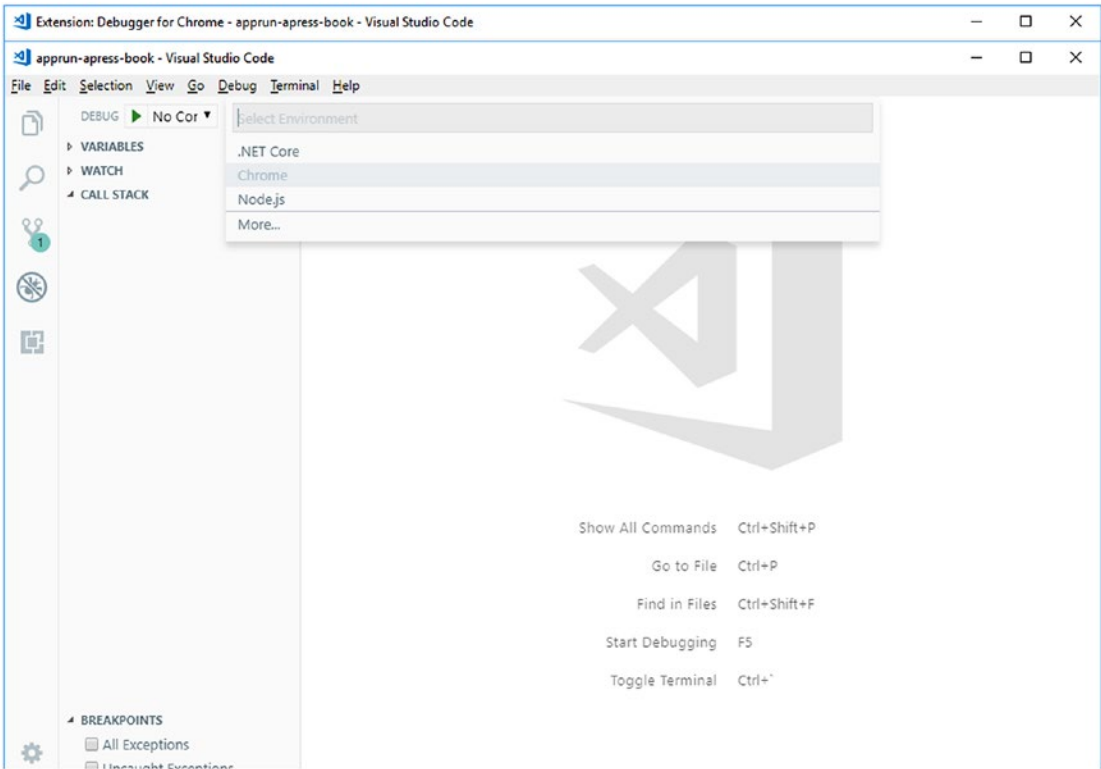 Extension: Debugger for Chrome - apprun-apress-book - Visual Studio Code
apprun-apress-book - Visual Studio Code
File Edit Selection View Go Debug Terminal Help
DEBUG No Cor
Select Environment
VARIABLES
.NET Core
WATCH
Chrome
CALL STACK
Node.js
More...
1
Show All Commands Ctrl+Shift+P
Go to File Ctrl+P
Find in Files Ctrl+Shift+F
Start Debugging F5
Toggle Terminal Ctrl+`
BREAKPOINTS
All Exceptions
Uncaught Exceptions